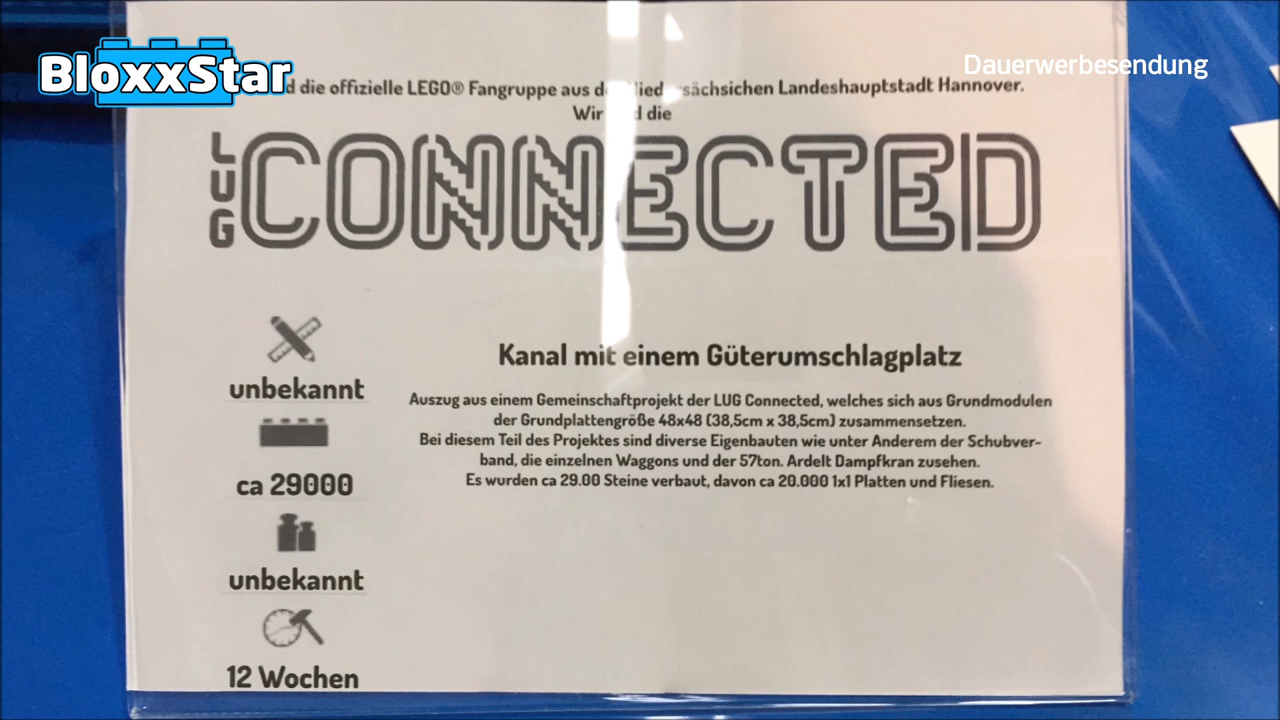 BloxxStar
Dauerwerbesendung
die offizielle LEGO® Fangruppe aus sächsichen Landeshauptstadt Hannover.
Wir die
LUG CONNECTED
unbekannt
ca 29000
unbekannt
12 Wochen
Kanal mit einem Güterumschlagplatz
Auszug aus einem Gemeinschaftprojekt der LUG Connected, welches sich aus Grundmodulen
der Grundplattengröße 48x48 (38,5cm x 38,5cm) zusammensetzen.
Bei diesem Teil des Projektes sind diverse Eigenbauten wie unter Anderem der Schubver-
band, die einzelnen Waggons und der 57ton. Ardelt Dampfkran zusehen.
Es wurden ca 29.00 Steine verbaut, davon ca 20.000 1x1 Platten und Fliesen.